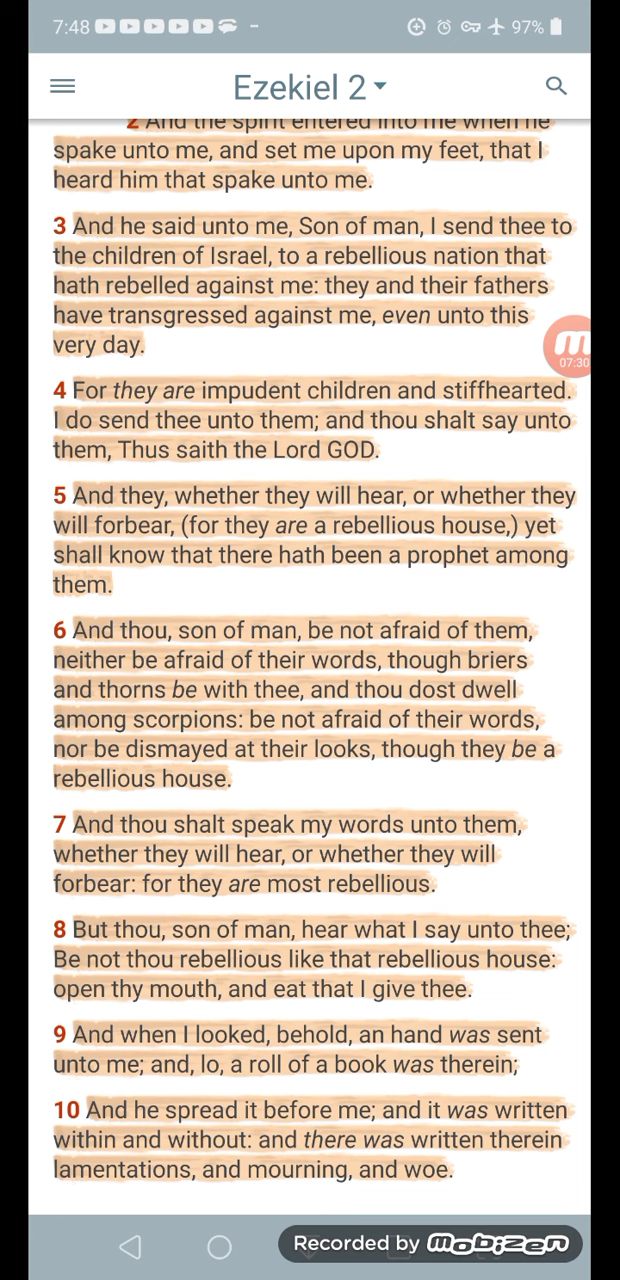 7:48
97%
Ezekiel 2
2 And the spirit entered into me when he
spake unto me, and set me upon my feet, that I
heard him that spake unto me.
3 And he said unto me, Son of man, I send thee to
the children of Israel, to a rebellious nation that
hath rebelled against me: they and their fathers
have transgressed against me, even unto this
very day.
07:30
4 For they are impudent children and stiffhearted.
I do send thee unto them; and thou shalt say unto
them, Thus saith the Lord GOD.
5 And they, whether they will hear, or whether they
will forbear, (for they are a rebellious house,) yet
shall know that there hath been a prophet among
them.
6 And thou, son of man, be not afraid of them,
neither be afraid of their words, though briers
and thorns be with thee, and thou dost dwell
among scorpions: be not afraid of their words,
nor be dismayed at their looks, though they be a
rebellious house.
7 And thou shalt speak my words unto them,
whether they will hear, or whether they will
forbear: for they are most rebellious.
8 But thou, son of man, hear what I say unto thee;
Be not thou rebellious like that rebellious house:
open thy mouth, and eat that I give thee.
9 And when I looked, behold, an hand was sent
unto me; and, lo, a roll of a book was therein;
10 And he spread it before me; and it was written
within and without: and there was written therein
lamentations, and mourning, and woe.
Recorded by mobizen